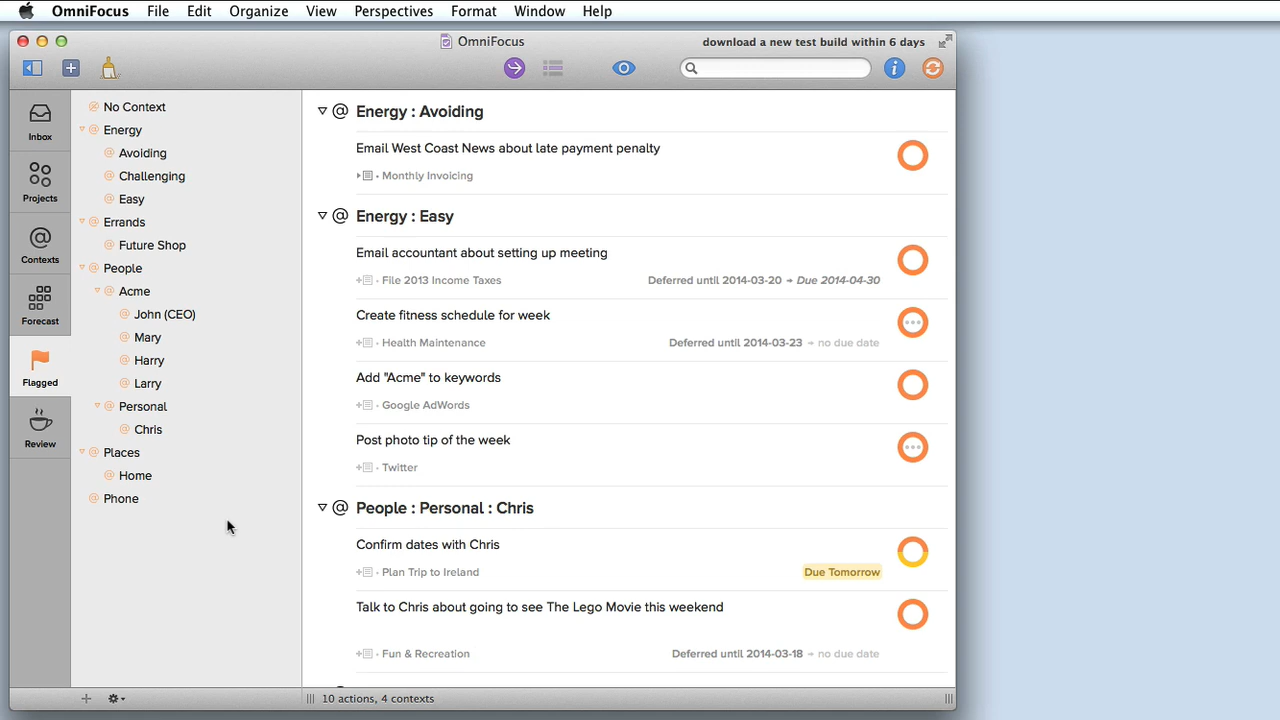 OmniFocus File Edit Organize View Perspectives Format Window Help
OmniFocus
download a new test build within 6 days
Inbox
Projects
Contexts
Forecast
Flagged
Review
No Context
Energy
Avoiding
Challenging
Easy
Errands
Future Shop
People
Acme
John (CEO)
Mary
Harry
Larry
Personal
Chris
Places
Home
Phone
@ Energy : Avoiding
Email West Coast News about late payment penalty
Monthly Invoicing
@ Energy : Easy
Email accountant about setting up meeting
File 2013 Income Taxes Deferred until 2014-03-20 → Due 2014-04-30
Create fitness schedule for week
Health Maintenance Deferred until 2014-03-23 → no due date
Add "Acme" to keywords
Google AdWords
Post photo tip of the week
Twitter
@ People : Personal : Chris
Confirm dates with Chris
Plan Trip to Ireland Due Tomorrow
Talk to Chris about going to see The Lego Movie this weekend
Fun & Recreation Deferred until 2014-03-18 → no due date
10 actions, 4 contexts